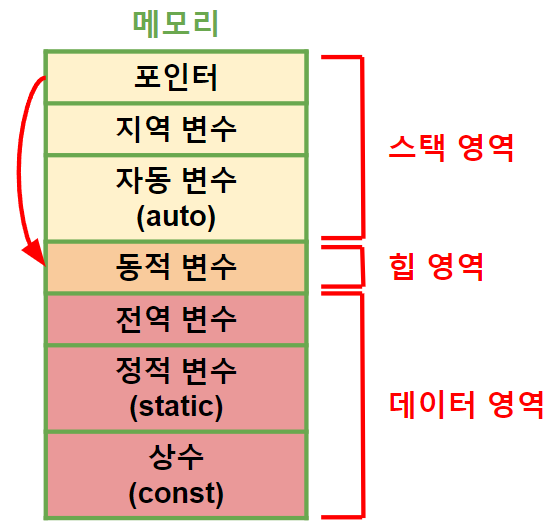 메모리
포인터
지역 변수
자동 변수
(auto)
스택 영역
동적 변수
힙 영역
전역 변수
정적 변수
(static)
데이터 영역
상수
(const)